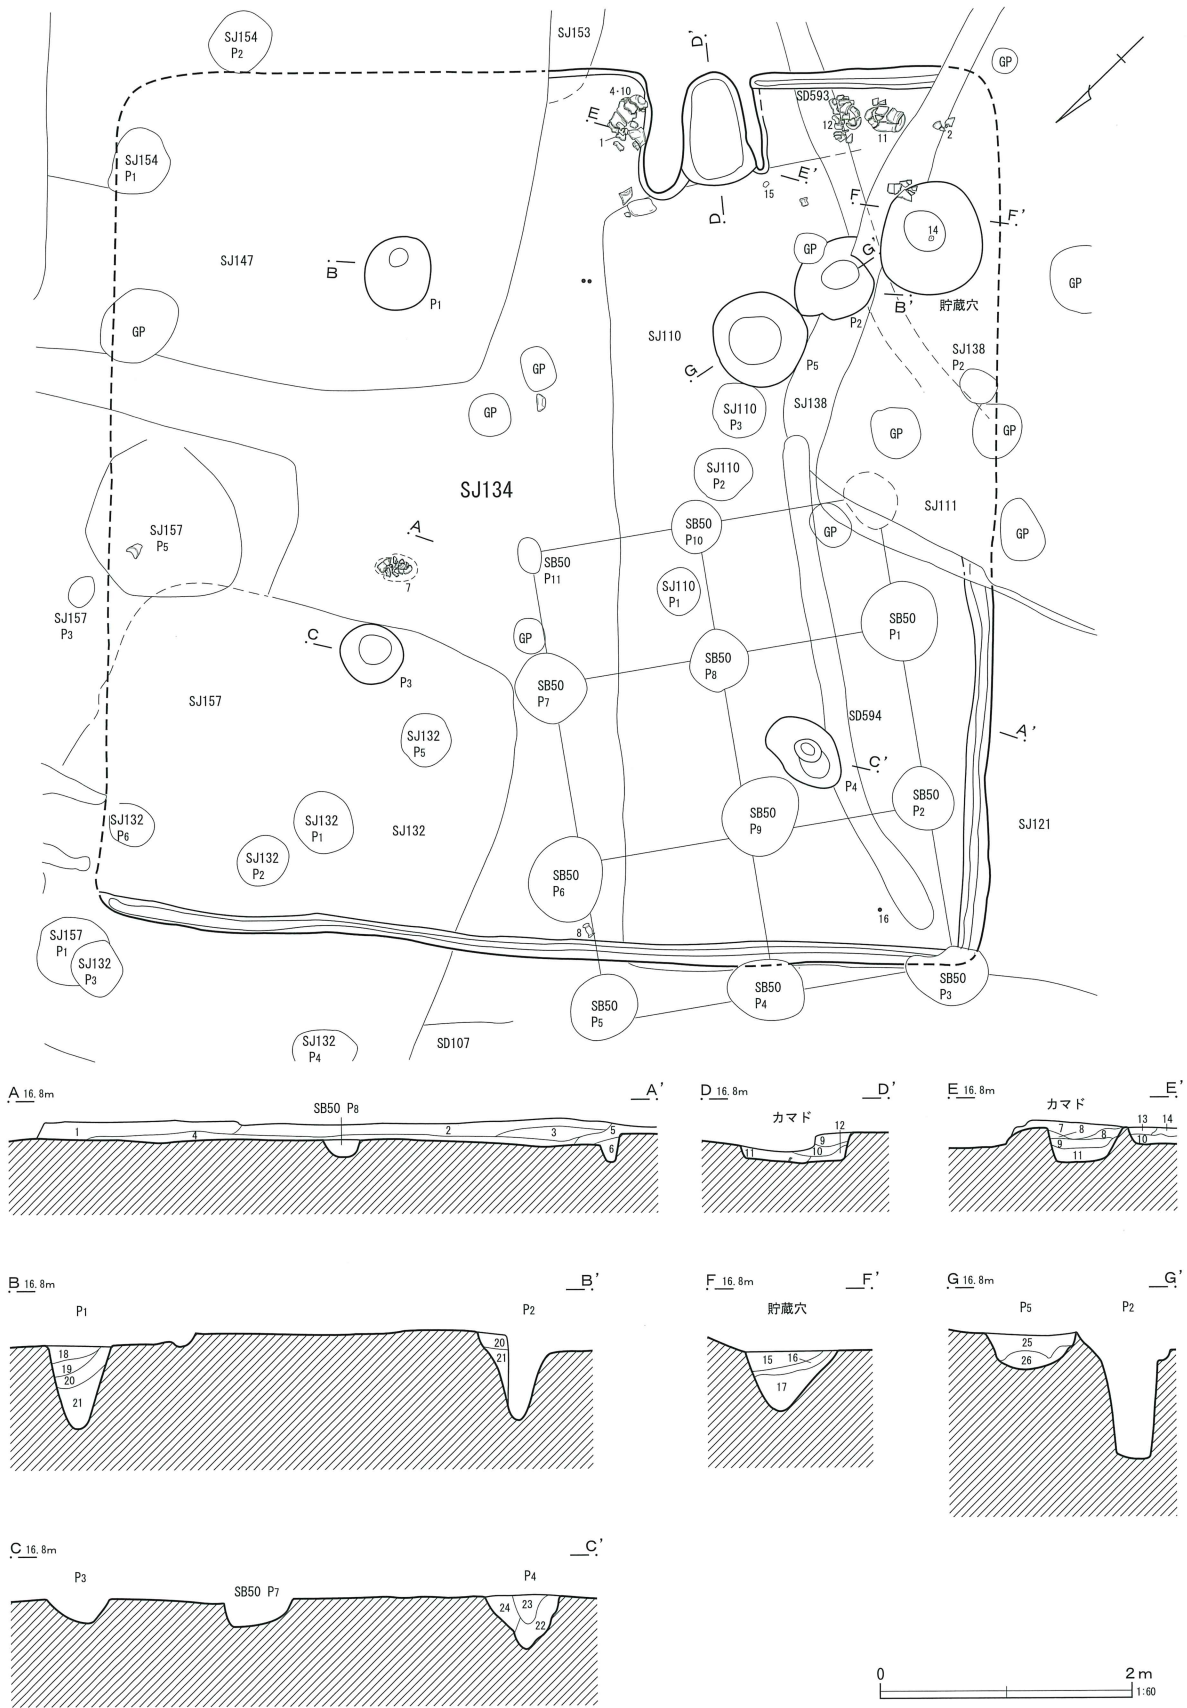 SJ154
P2
SJ153
D'
GP
4・10
E
1
SD593
12
11
2
SJ154
P1
E'
15
D
F
F'
14
SJ147
B
P1
GP
G'
B'
貯蔵穴
GP
GP
SJ110
P2
SJ138
P2
G
P5
GP
GP
SJ110
P3
SJ138
GP
GP
SJ134
SJ110
P2
SJ111
SJ157
P5
A
SB50
P10
GP
GP
7
SB50
P11
SJ110
P1
SJ157
P3
C
GP
SB50
P1
P3
SB50
P7
SB50
P8
SJ157
SD594
A'
SJ132
P5
C'
P4
SB50
P2
SJ132
P6
SJ132
P1
SJ132
SB50
P9
SJ121
SJ132
P2
SB50
P6
16
8
SJ157
P1
SJ132
P3
SB50
P5
SB50
P4
SB50
P3
SJ132
P4
SD107
A 16.8m
A'
SB50 P8
1
4
2
3
5
6
D 16.8m
D'
カマド
12
9
10
11
E 16.8m
E'
カマド
7
8
8
9
11
13
14
10
B 16.8m
B'
P1
P2
18
19
20
21
20
21
F 16.8m
F'
貯蔵穴
15
16
17
G 16.8m
G'
P5
P2
25
26
C 16.8m
C'
P3
SB50 P7
P4
24
23
22
0
2m
1:60